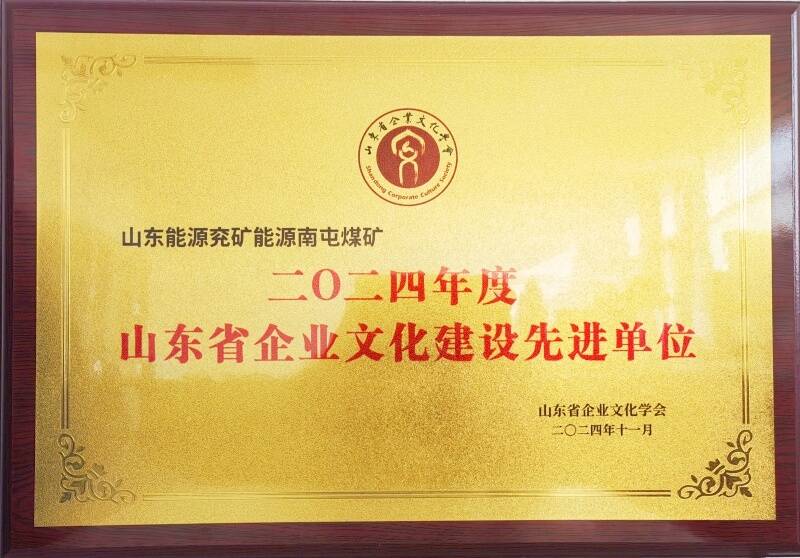 山东省企業文化学會
Shandong Corporate Culture Society
山东能源兖矿能源南屯煤矿
二〇二四年度
山东省企业文化建设先进单位
山东省企业文化学会
二〇二四年十一月